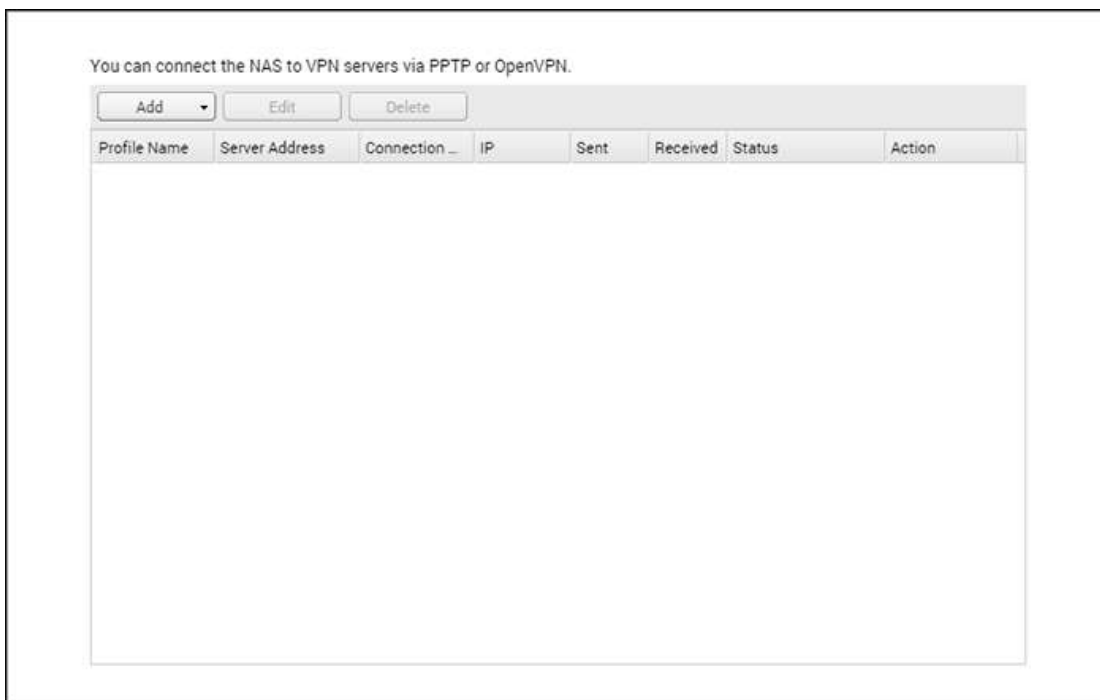 You can connect the NAS to VPN servers via PPTP or OpenVPN.
Add Edit Delete
Profile Name Server Address Connection ... IP Sent Received Status Action